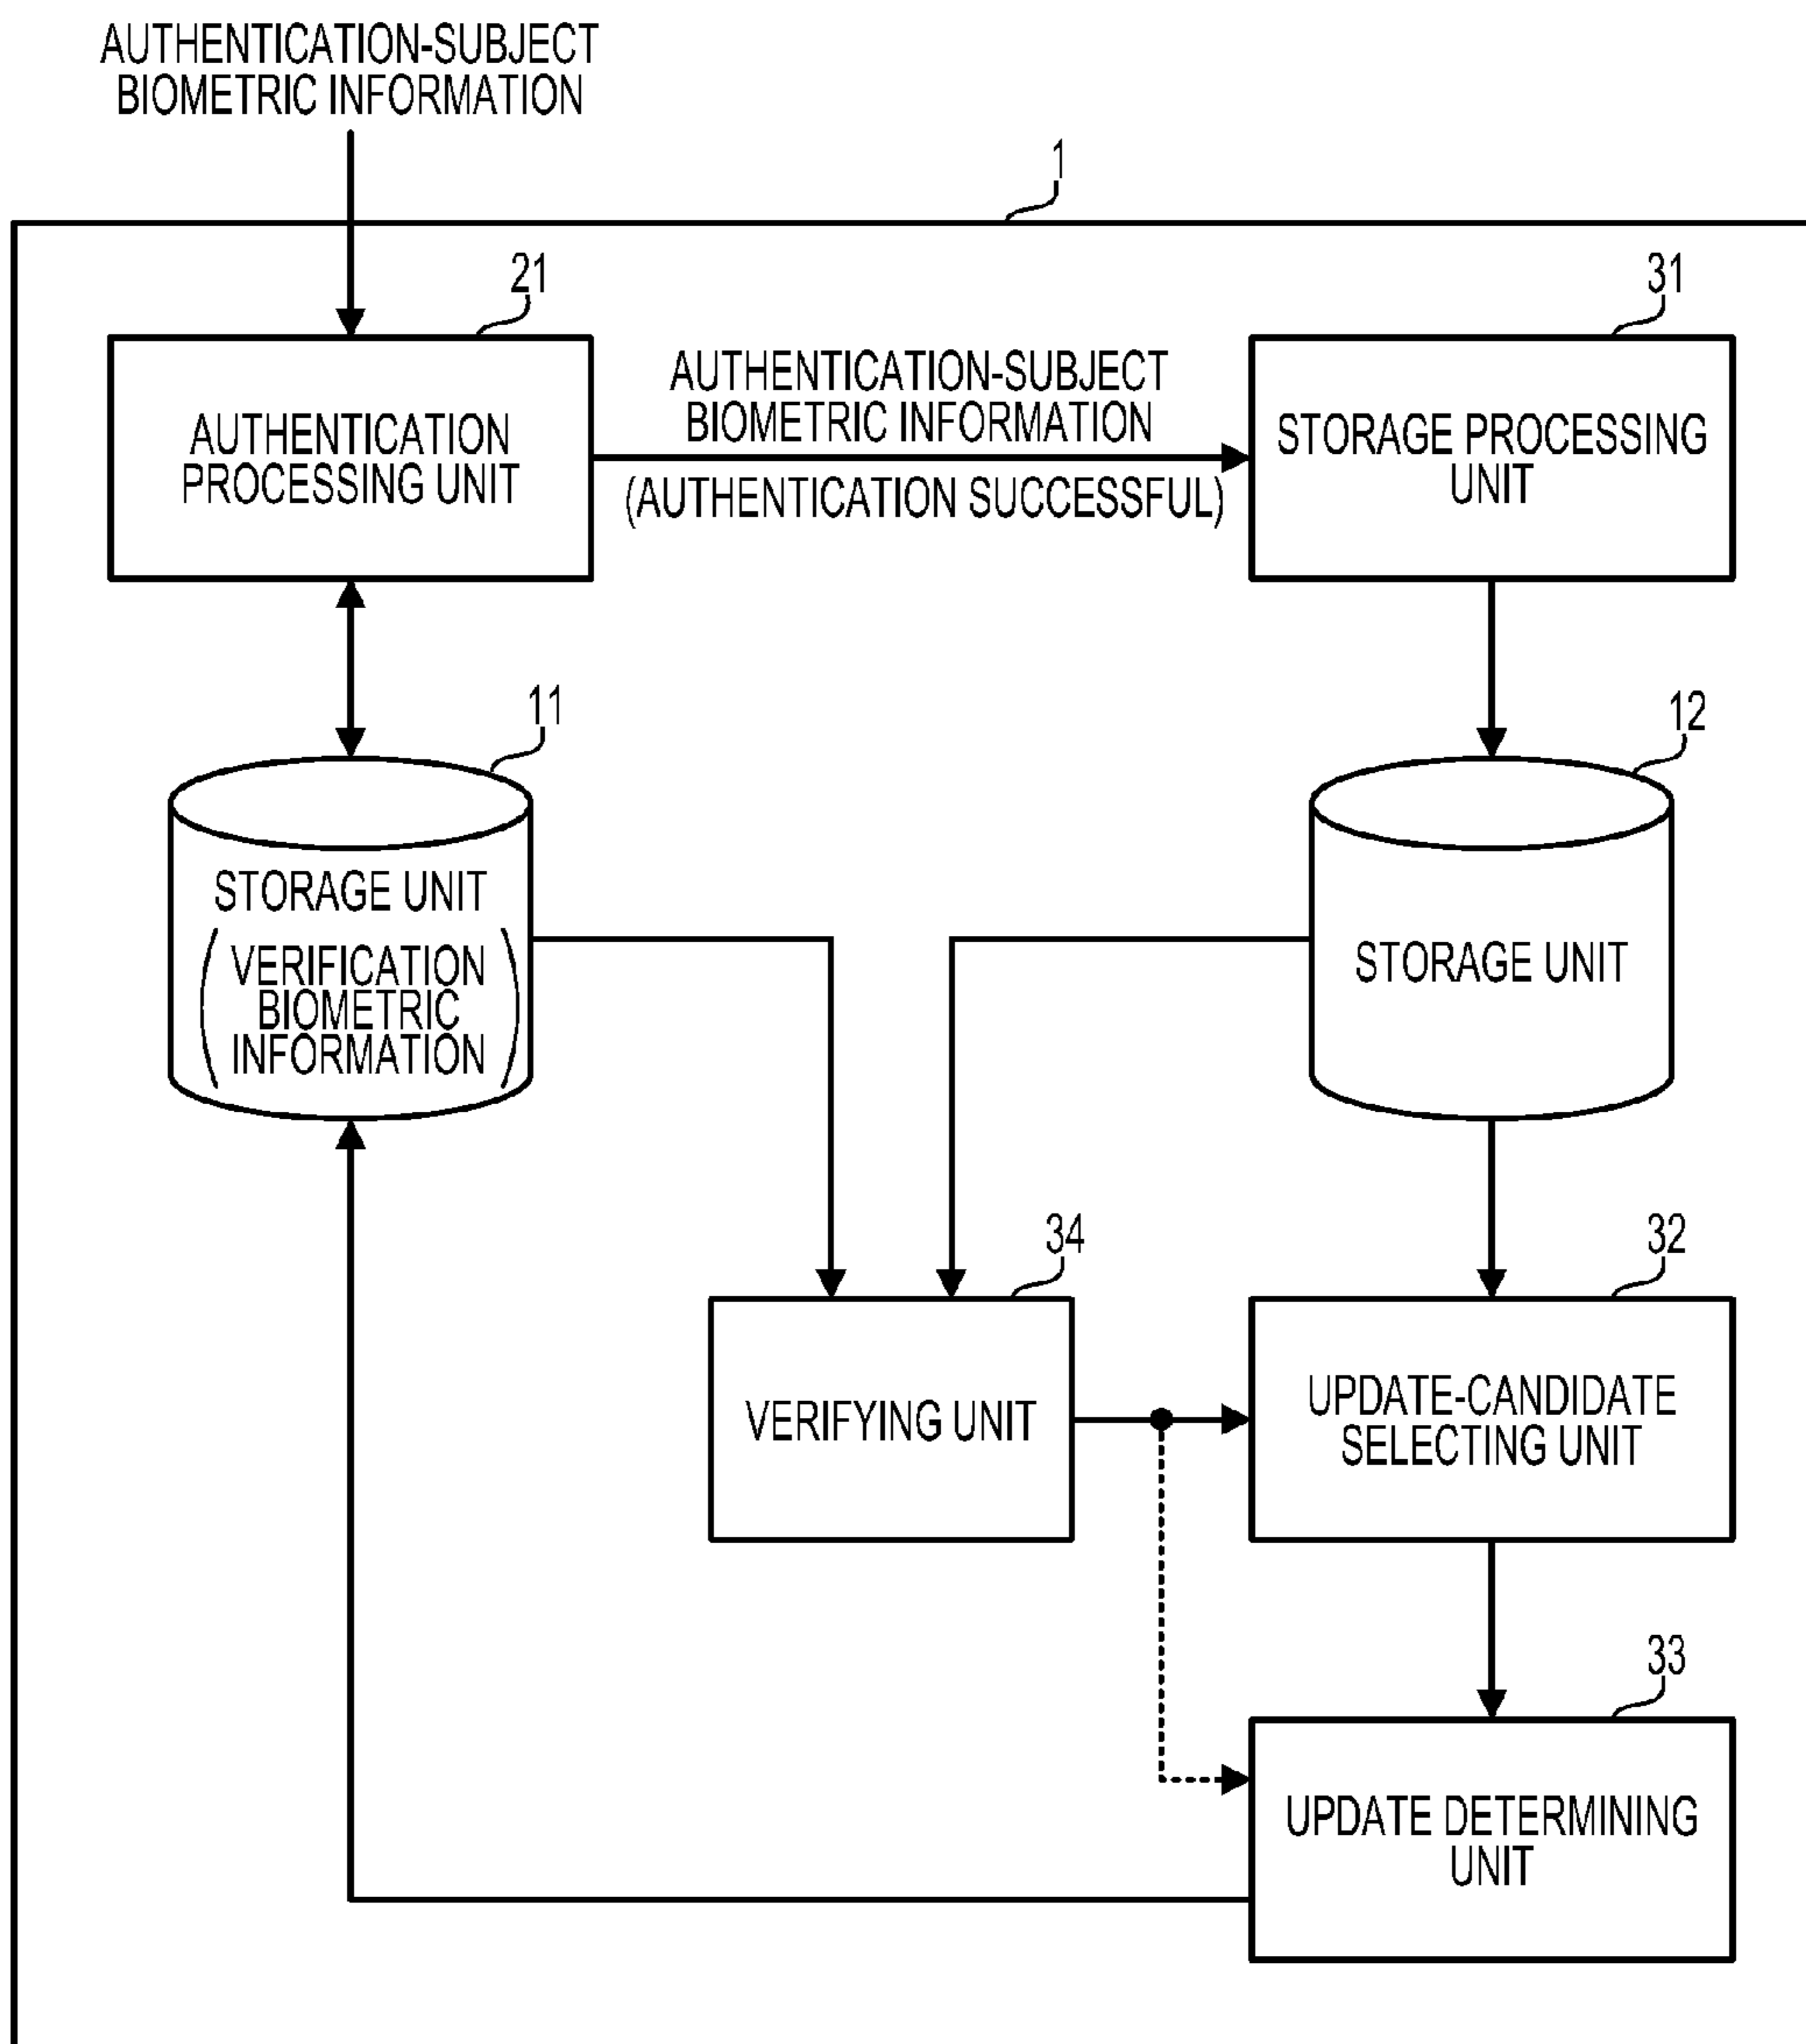 AUTHENTICATION-SUBJECT
BIOMETRIC INFORMATION
1
21
31
AUTHENTICATION
PROCESSING UNIT
AUTHENTICATION-SUBJECT
BIOMETRIC INFORMATION
(AUTHENTICATION SUCCESSFUL)
STORAGE PROCESSING
UNIT
11
12
STORAGE UNIT
(VERIFICATION
BIOMETRIC
INFORMATION)
STORAGE UNIT
34
32
VERIFYING UNIT
UPDATE-CANDIDATE
SELECTING UNIT
33
UPDATE DETERMINING
UNIT